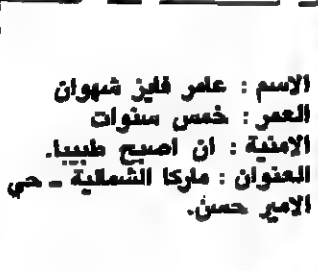 الاسم : عامر فايز شهوان
العمر : خمس سنوات
الامنية : ان اصبح طبيبا.
العنوان : ماركا الشمالية ـ حي
الامير حسن.